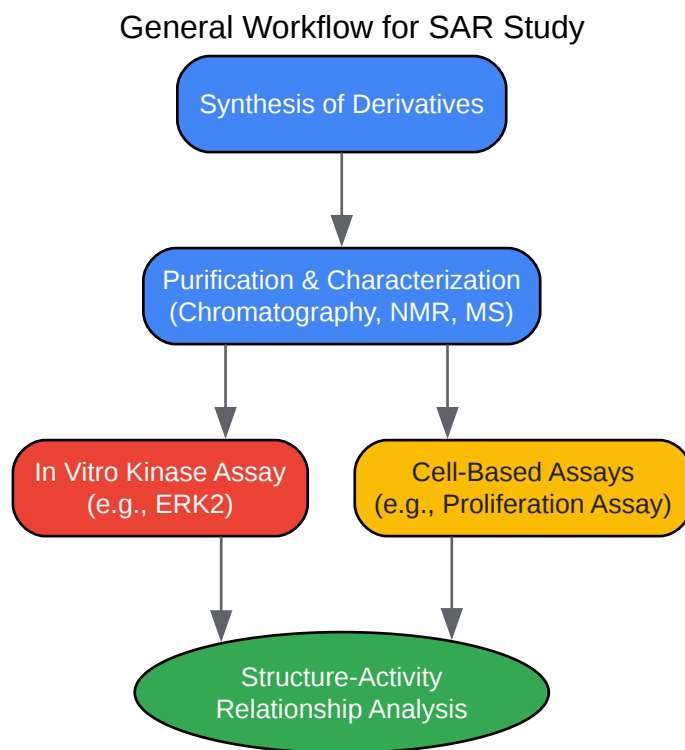 General Workflow for SAR Study
Synthesis of Derivatives
Purification & Characterization
(Chromatography, NMR, MS)
In Vitro Kinase Assay
(e.g., ERK2)
Cell-Based Assays
(e.g., Proliferation Assay)
Structure-Activity
Relationship Analysis